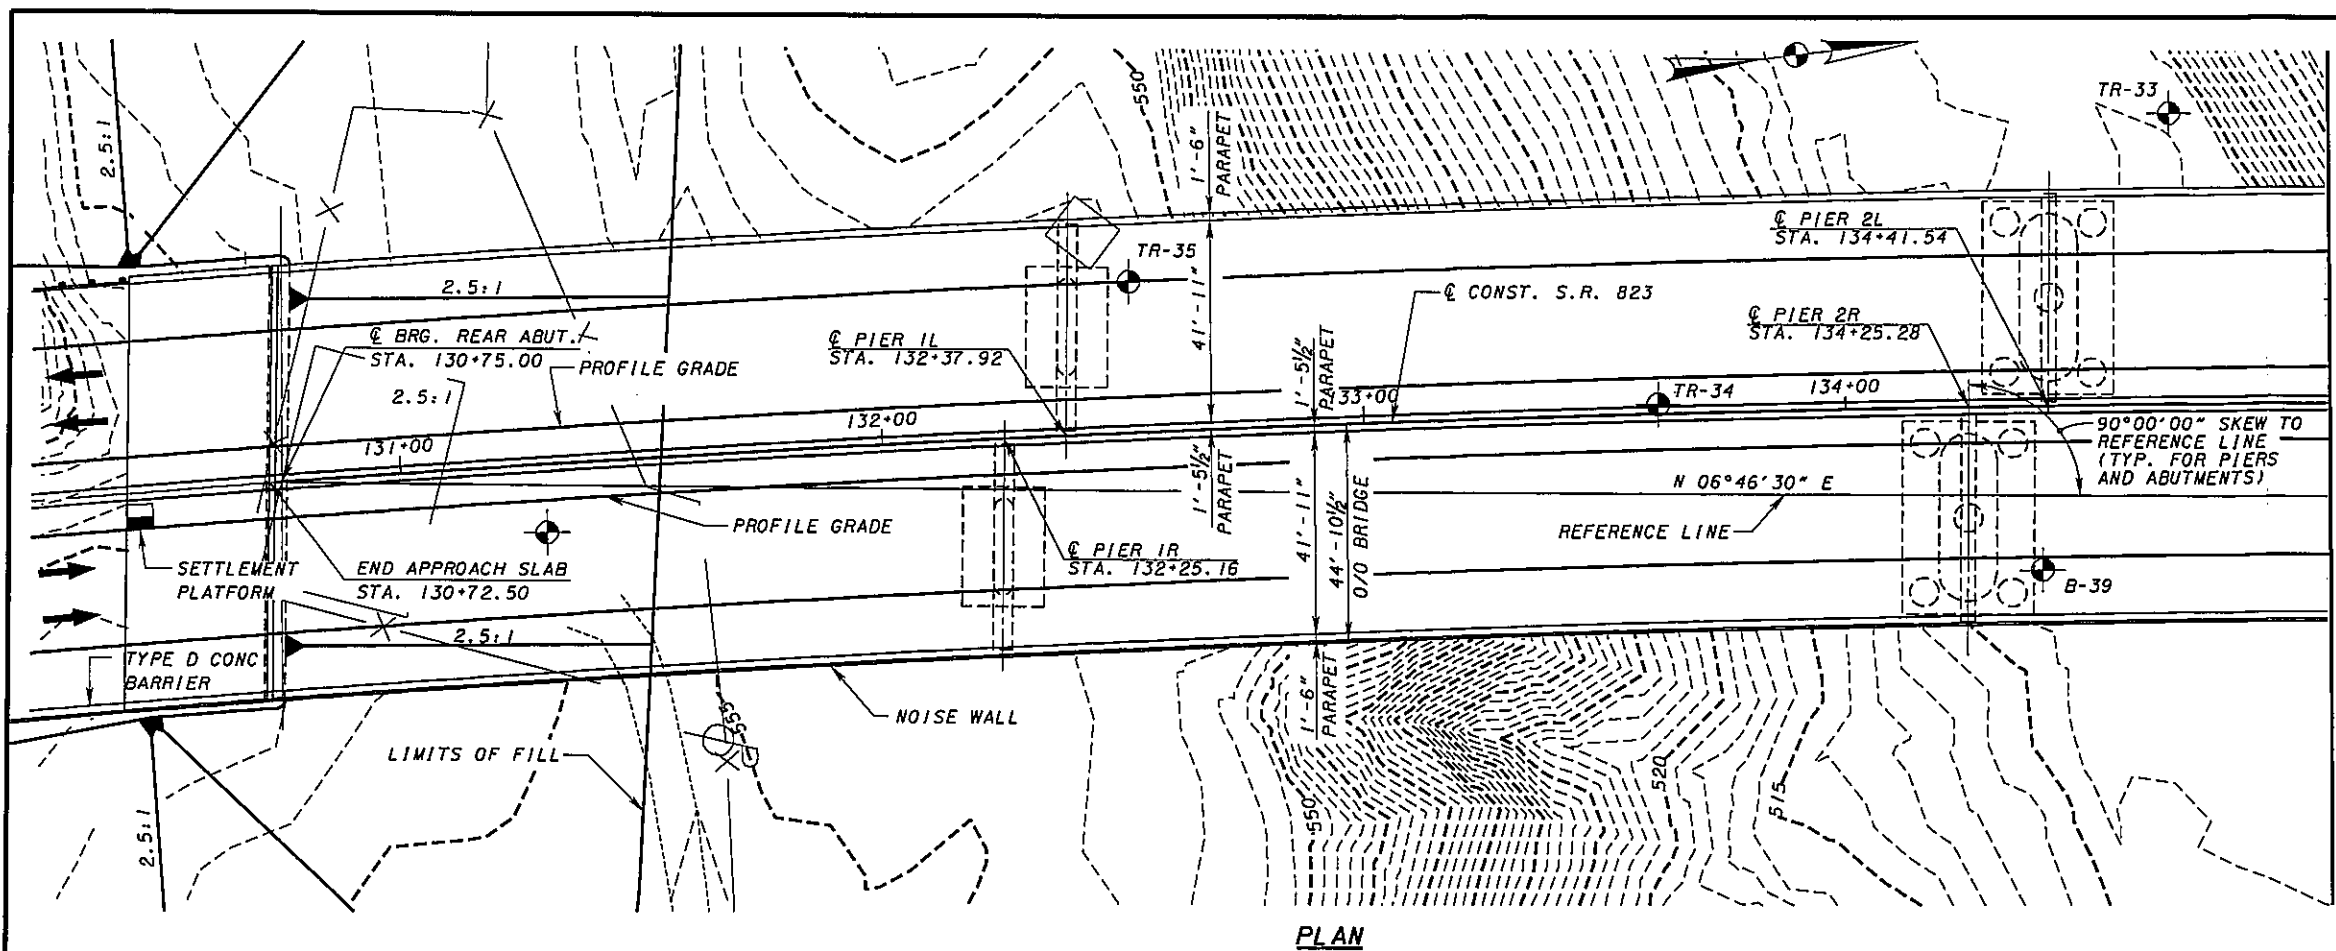 2.5:1
550
1'-6"
PARAPET
TR-33
TR-35
℄ PIER 2L
STA. 134+41.54
2.5:1
41'-11"
℄ CONST. S.R. 823
℄ BRG. REAR ABUT.
STA. 130+75.00
PROFILE GRADE
℄ PIER 1L
STA. 132+37.92
1'-5½"
PARAPET
℄ PIER 2R
STA. 134+25.28
2.5:1
131+00
132+00
133+00
TR-34
134+00
90°00'00" SKEW TO
REFERENCE LINE
(TYP. FOR PIERS
AND ABUTMENTS)
1'-5½"
PARAPET
N 06°46'30" E
PROFILE GRADE
REFERENCE LINE
SETTLEMENT
PLATFORM
END APPROACH SLAB
STA. 130+72.50
℄ PIER 1R
STA. 132+25.16
41'-11"
44'-10½"
O/O BRIDGE
B-39
2.5:1
TYPE D CONC
BARRIER
NOISE WALL
1'-6"
PARAPET
555
LIMITS OF FILL
2.5:1
550
520
515
PLAN